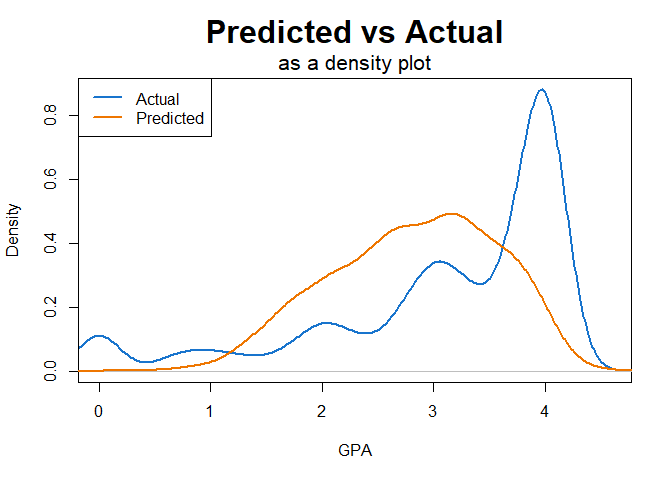 Predicted vs Actual
as a density plot
Actual
Predicted
Density
0.8
0.6
0.4
0.2
0.0
0 1 2 3 4
GPA